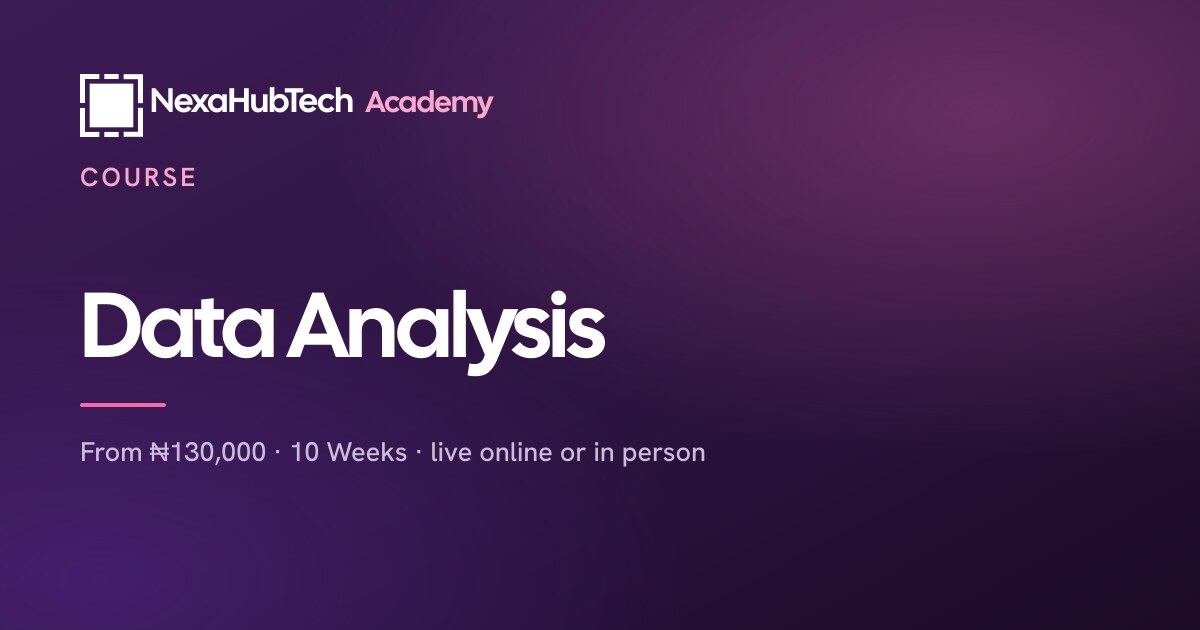 NexaHubTech Academy
COURSE
Data Analysis
From ₦130,000 · 10 Weeks · live online or in person